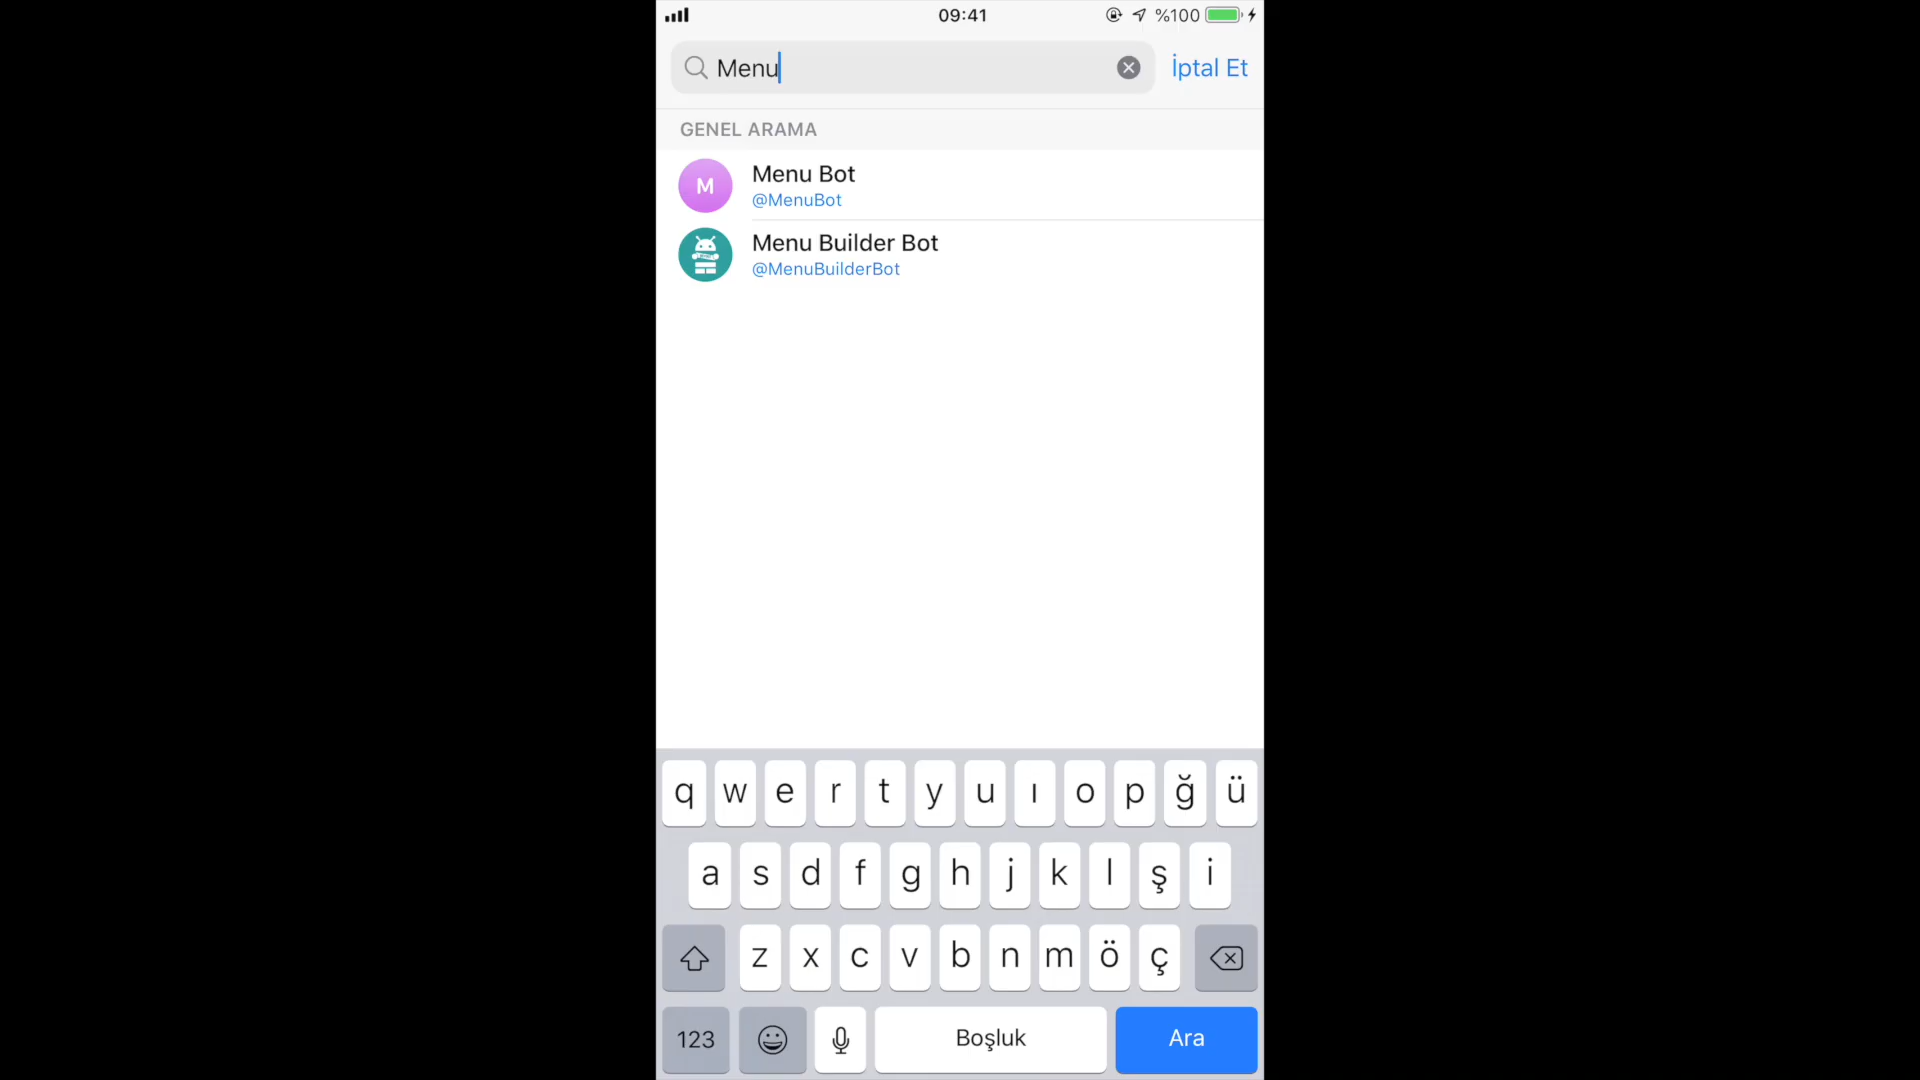 09:41
%100
Menu
İptal Et
GENEL ARAMA
M
Menu Bot
@MenuBot
Menu Builder Bot
@MenuBuilderBot
q w e r t y u ı o p ğ ü
a s d f g h j k l ş i
z x c v b n m ö ç
123
Boşluk
Ara